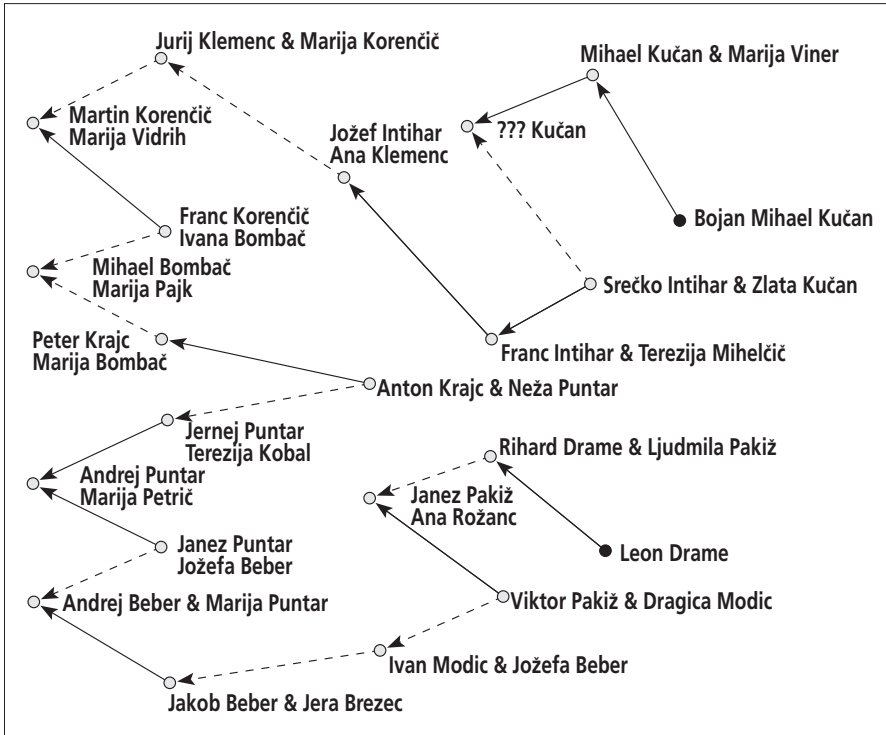 Jurij Klemenc & Marija Korenčič
Mihael Kučan & Marija Viner
Martin Korenčič
Marija Vidrih
Jožef Intihar
Ana Klemenc
??? Kučan
Franc Korenčič
Ivana Bombač
Bojan Mihael Kučan
Mihael Bombač
Marija Pajk
Srečko Intihar & Zlata Kučan
Peter Krajc
Marija Bombač
Franc Intihar & Terezija Mihelčič
Anton Krajc & Neža Puntar
Jernej Puntar
Terezija Kobal
Rihard Drame & Ljudmila Pakiž
Andrej Puntar
Marija Petrič
Janez Pakiž
Ana Rožanc
Janez Puntar
Jožefa Beber
Leon Drame
Andrej Beber & Marija Puntar
Viktor Pakiž & Dragica Modic
Ivan Modic & Jožefa Beber
Jakob Beber & Jera Brezec